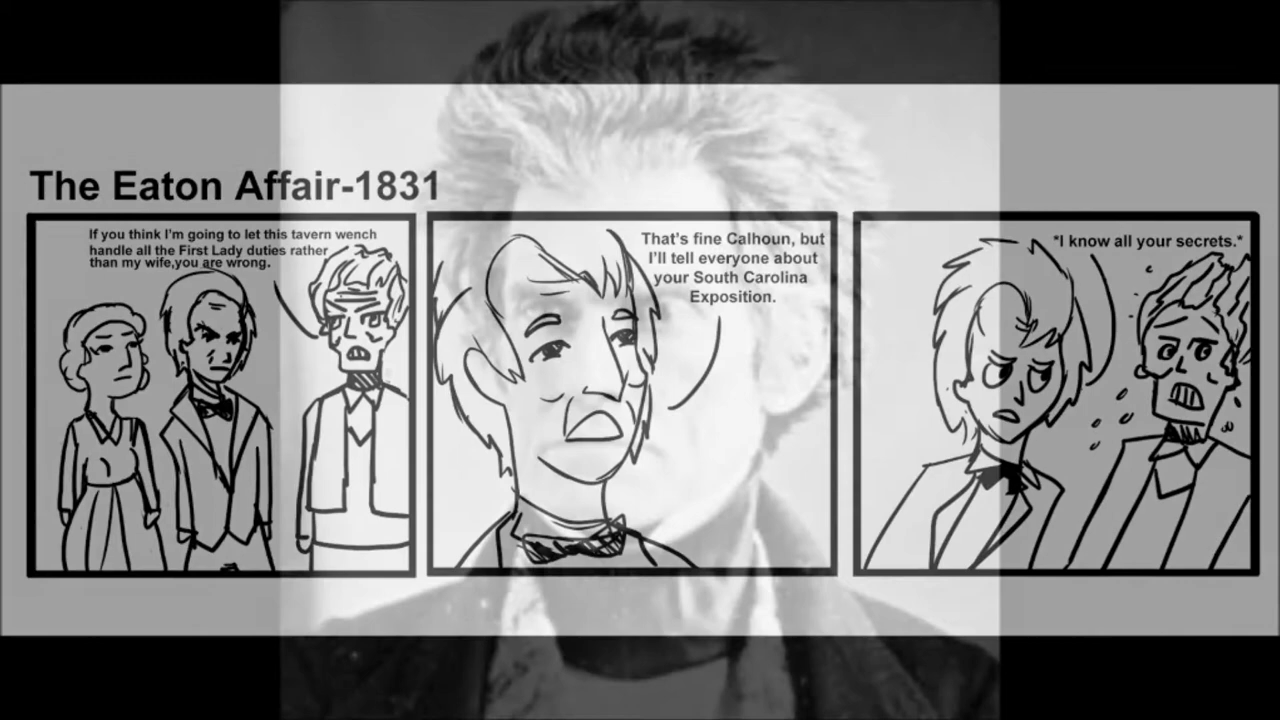 The Eaton Affair-1831
If you think I'm going to let this tavern wench
handle all the First Lady duties rather
than my wife,you are wrong.
That's fine Calhoun, but
I'll tell everyone about
your South Carolina
Exposition.
*I know all your secrets.*